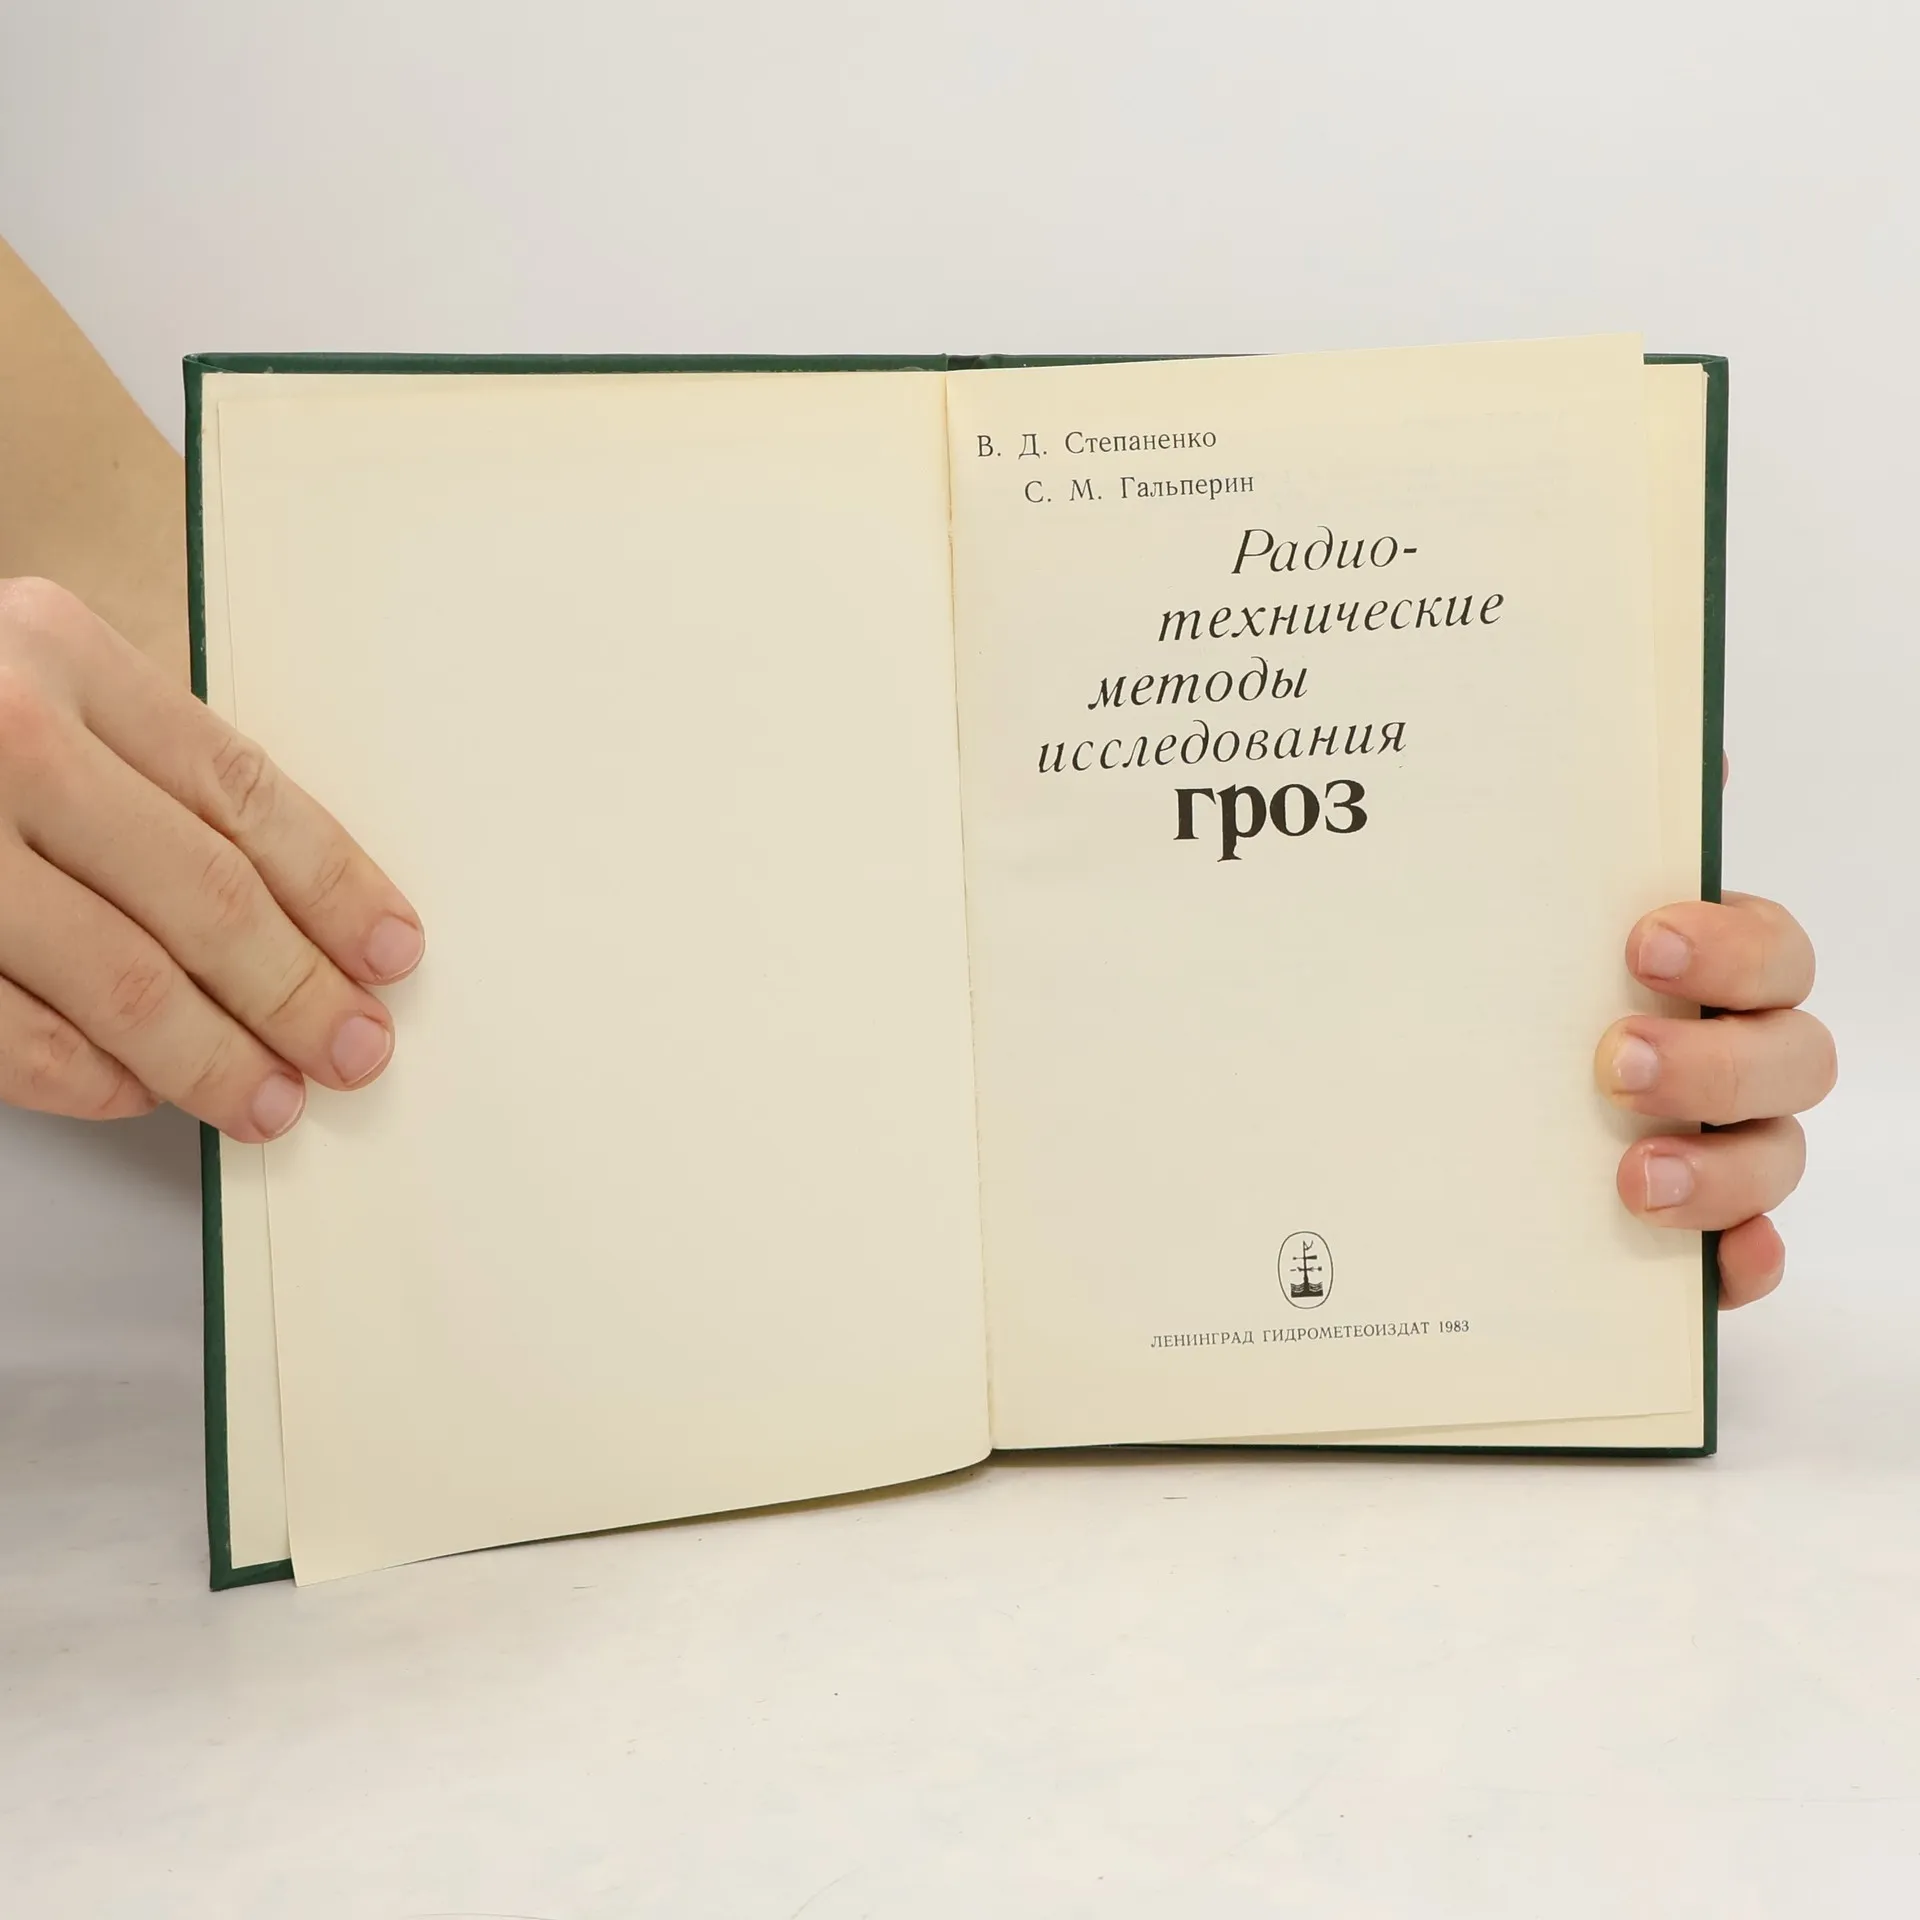 В. Д. Степаненко
С. М. Гальперин
Радио-
технические
методы
исследования
гроз
ЛЕНИНГРАД ГИДРОМЕТЕОИЗДАТ 1983